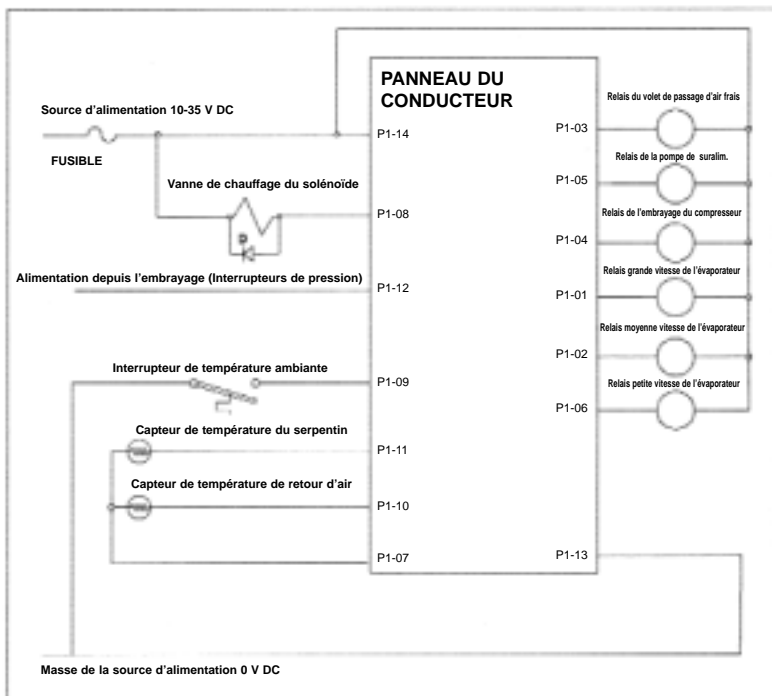 PANNEAU DU
CONDUCTEUR
Source d'alimentation 10-35 V DC
FUSIBLE
Vanne de chauffage du solénoïde
D
Alimentation depuis l'embrayage (Interrupteurs de pression)
Interrupteur de température ambiante
Capteur de température du serpentin
Capteur de température de retour d'air
P1-14
P1-08
P1-12
P1-09
P1-11
P1-10
P1-07
P1-03
P1-05
P1-04
P1-01
P1-02
P1-06
P1-13
Relais du volet de passage d'air frais
Relais de la pompe de suralim.
Relais de l'embrayage du compresseur
Relais grande vitesse de l'évaporateur
Relais moyenne vitesse de l'évaporateur
Relais petite vitesse de l'évaporateur
Masse de la source d'alimentation 0 V DC